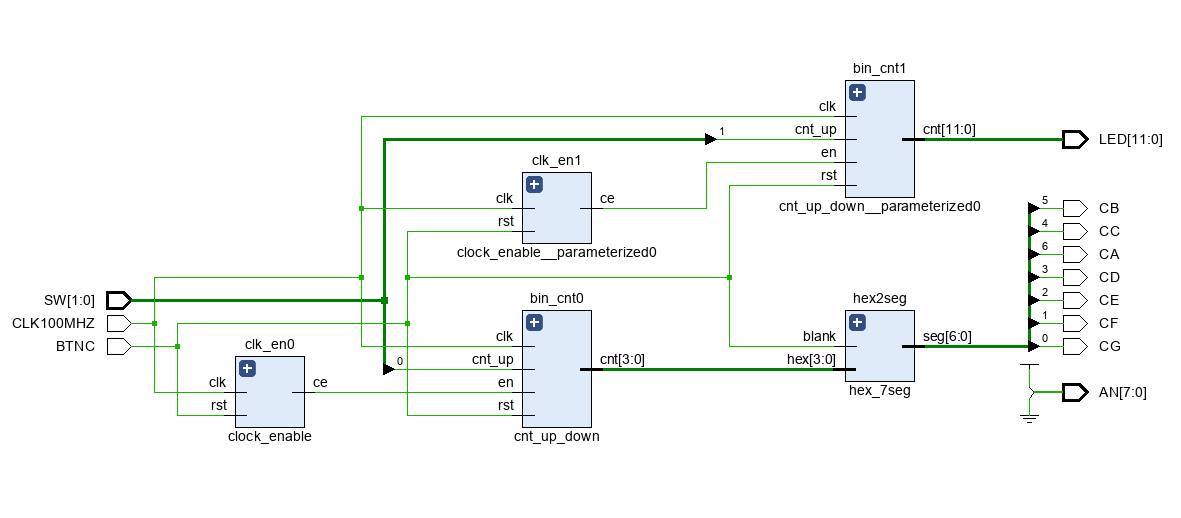 bin_cnt1
clk
cnt_up
1
cnt[11:0]
LED[11:0]
en
rst
cnt_up_down__parameterized0
clk_en1
clk
ce
rst
clock_enable__parameterized0
5
CB
4
CC
6
CA
3
CD
2
CE
1
CF
0
CG
SW[1:0]
CLK100MHZ
BTNC
bin_cnt0
clk
0
cnt_up
cnt[3:0]
en
rst
cnt_up_down
hex2seg
blank
seg[6:0]
hex[3:0]
hex_7seg
clk_en0
clk
ce
rst
clock_enable
AN[7:0]